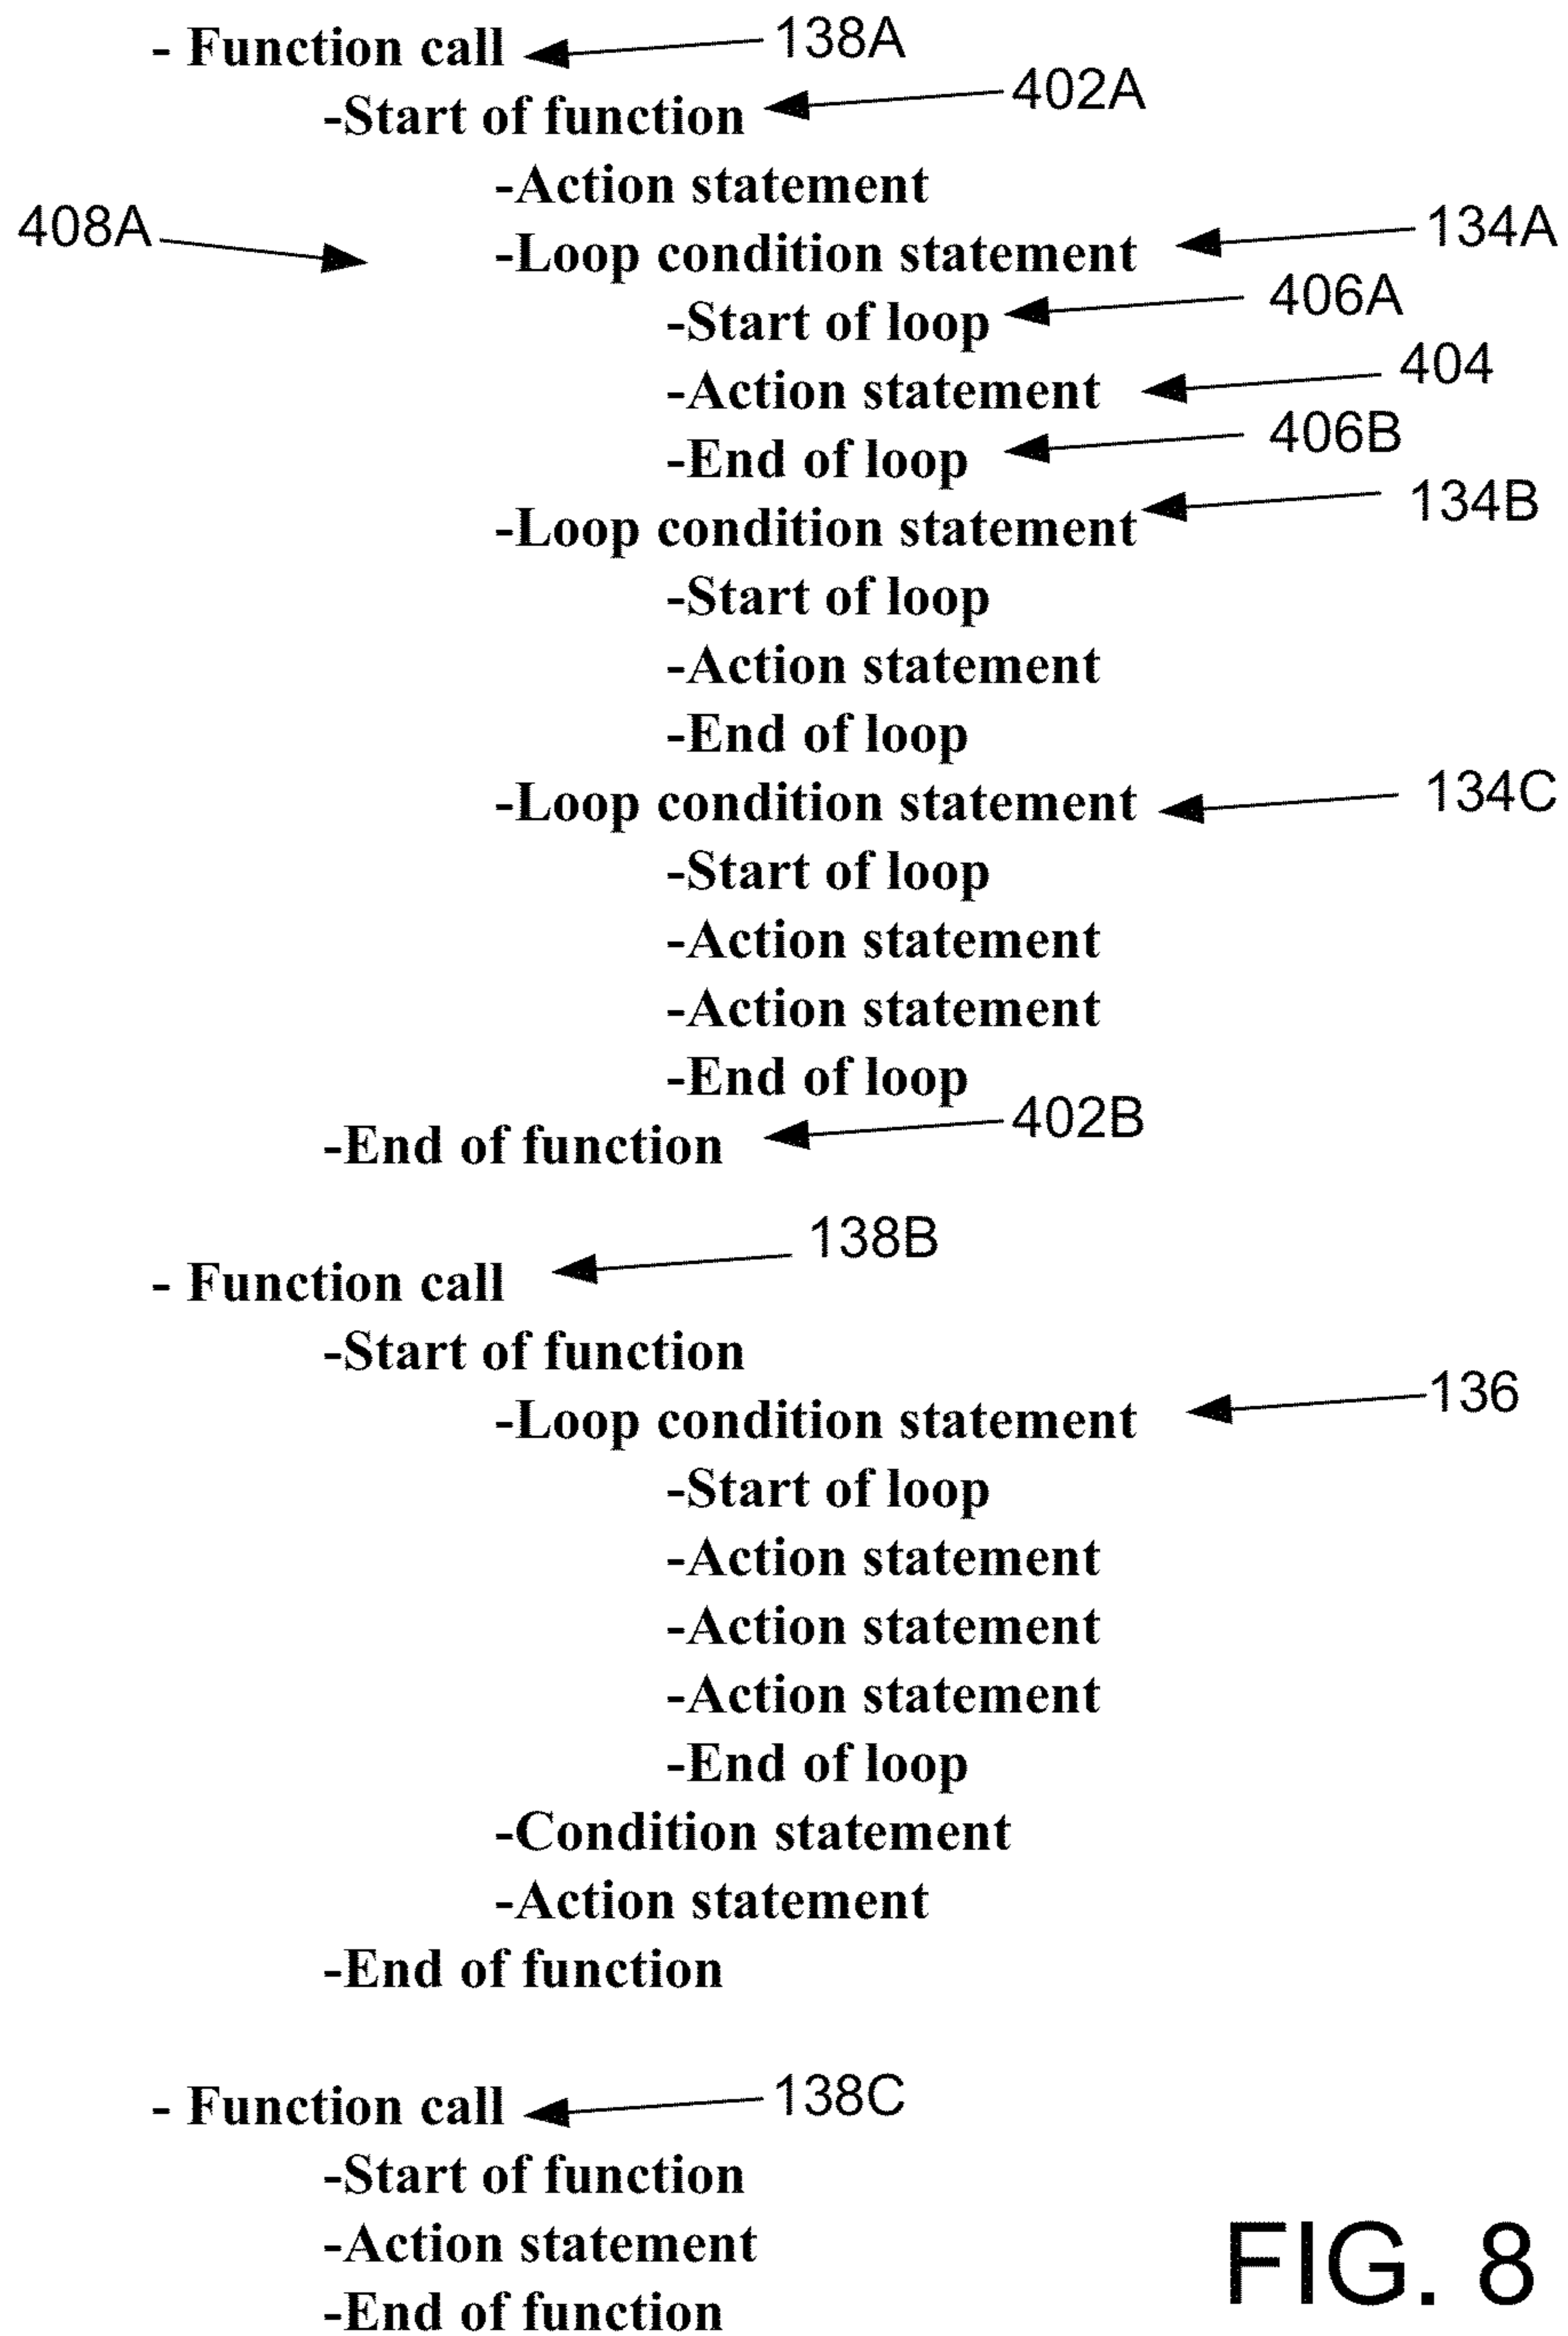 - Function call 138A
-Start of function 402A
-Action statement
408A -Loop condition statement 134A
-Start of loop 406A
-Action statement 404
-End of loop 406B
-Loop condition statement 134B
-Start of loop
-Action statement
-End of loop
-Loop condition statement 134C
-Start of loop
-Action statement
-Action statement
-End of loop
-End of function 402B
- Function call 138B
-Start of function
-Loop condition statement 136
-Start of loop
-Action statement
-Action statement
-Action statement
-End of loop
-Condition statement
-Action statement
-End of function
- Function call 138C
-Start of function
-Action statement
-End of function
FIG. 8